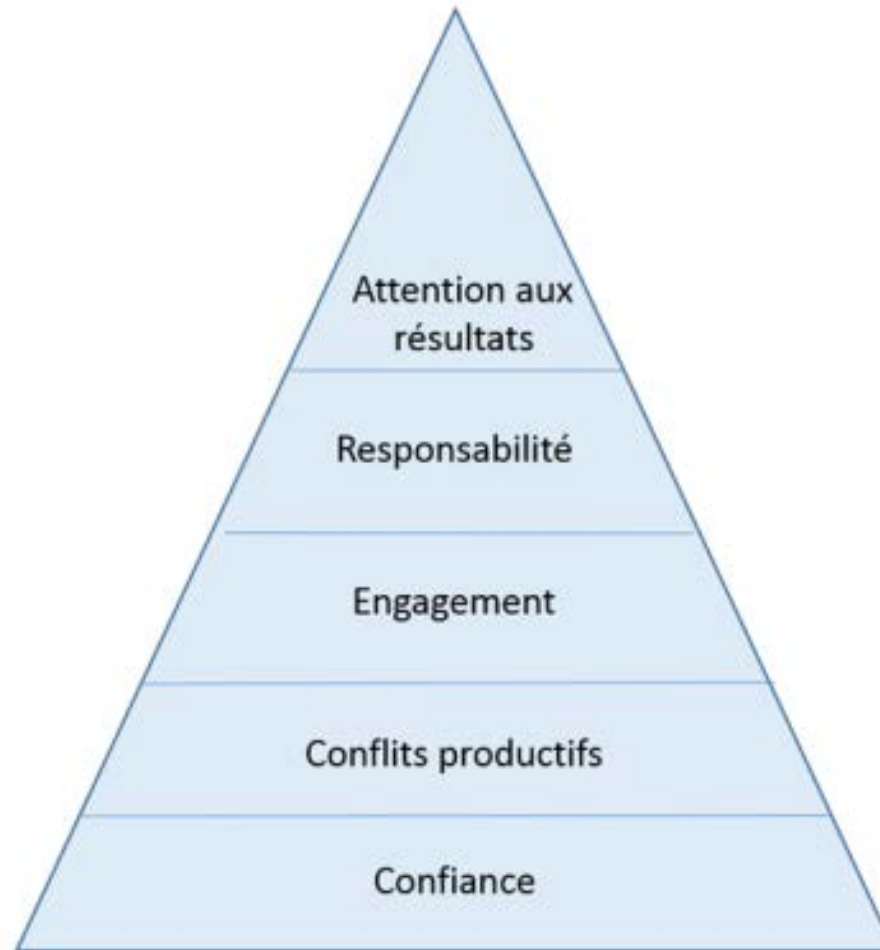 Attention aux
résultats
Responsabilité
Engagement
Conflits productifs
Confiance